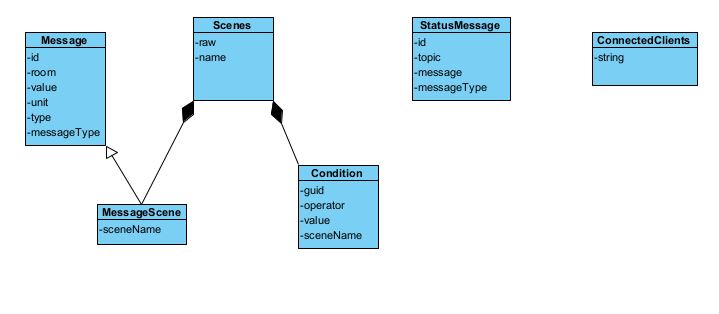 Message
-id
-room
-value
-unit
-type
-messageType
Scenes
-raw
-name
StatusMessage
-id
-topic
-message
-messageType
ConnectedClients
-string
MessageScene
-sceneName
Condition
-guid
-operator
-value
-sceneName